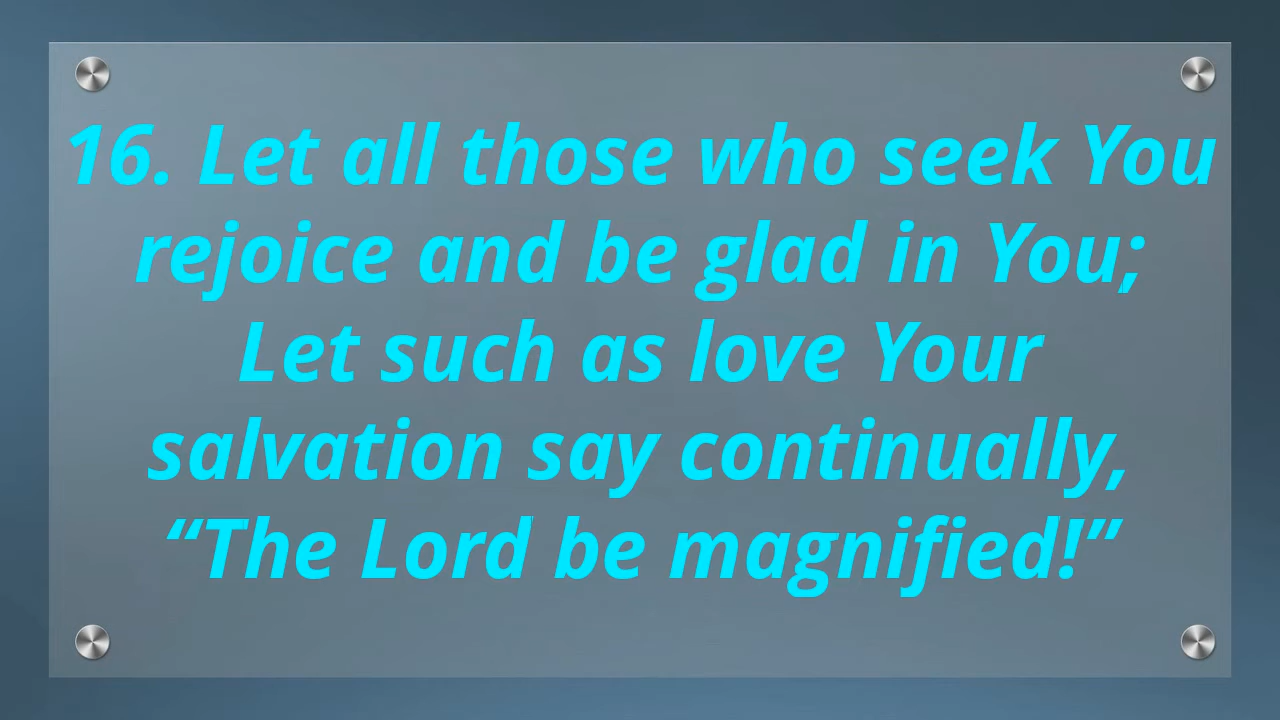 16. Let all those who seek You
rejoice and be glad in You;
Let such as love Your
salvation say continually,
“The Lord be magnified!”